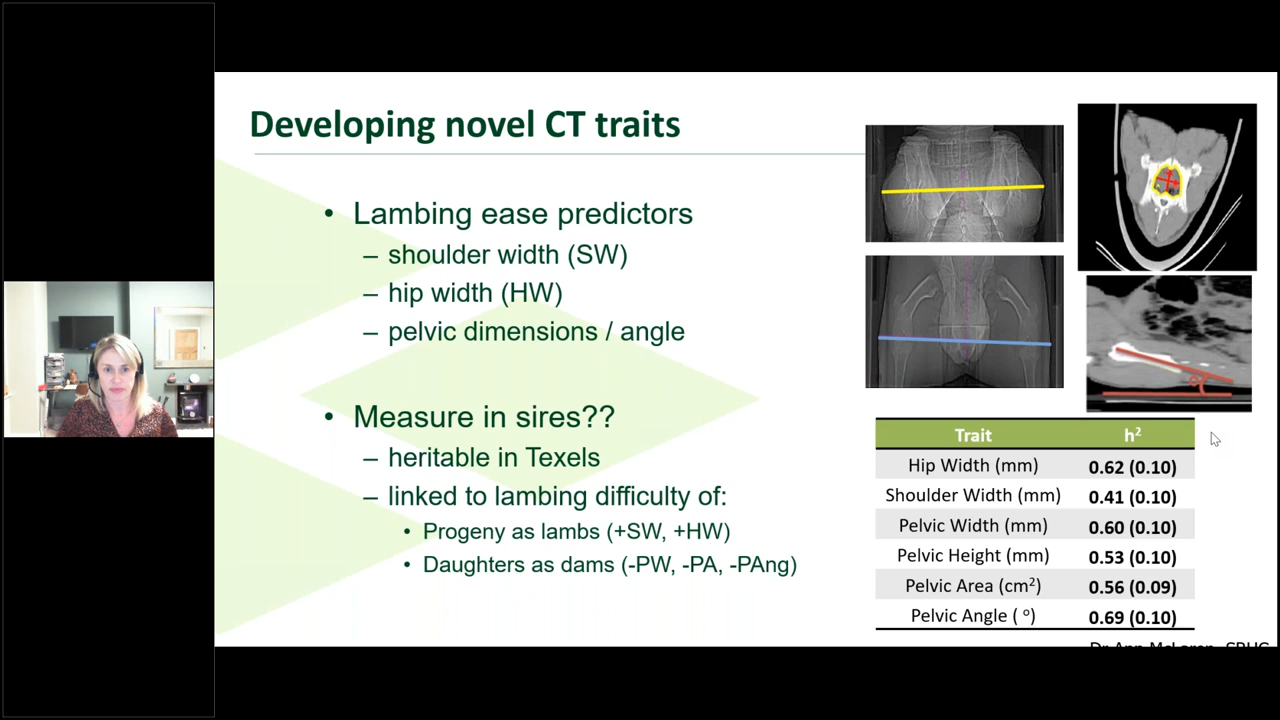 Developing novel CT traits
• Lambing ease predictors
– shoulder width (SW)
– hip width (HW)
– pelvic dimensions / angle
• Measure in sires??
– heritable in Texels
– linked to lambing difficulty of:
• Progeny as lambs (+SW, +HW)
• Daughters as dams (-PW, -PA, -PAng)
Trait h²
Hip Width (mm) 0.62 (0.10)
Shoulder Width (mm) 0.41 (0.10)
Pelvic Width (mm) 0.60 (0.10)
Pelvic Height (mm) 0.53 (0.10)
Pelvic Area (cm²) 0.56 (0.09)
Pelvic Angle ( °) 0.69 (0.10)
Dr Ann McLaren, SRUC